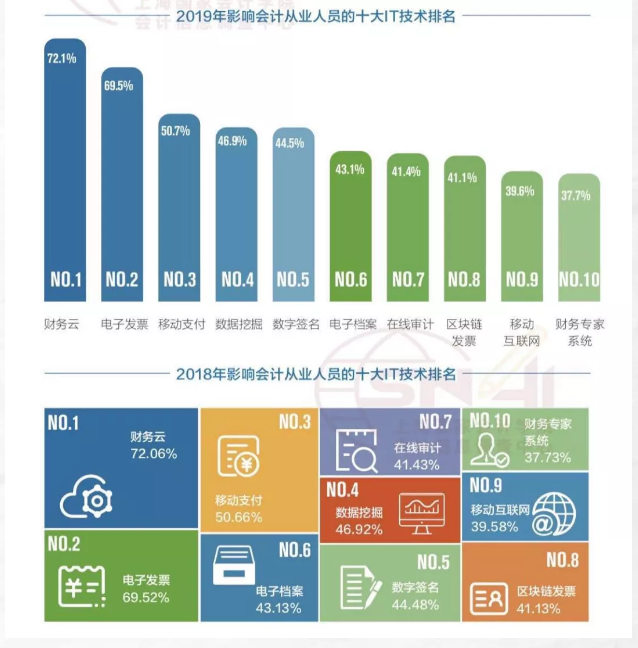 2019年影响会计从业人员的十大IT技术排名
72.1%
69.5%
50.7%
46.9%
44.5%
43.1%
41.4%
41.1%
39.6%
37.7%
NO.1
NO.2
NO.3
NO.4
NO.5
NO.6
NO.7
NO.8
NO.9
NO.10
财务云
电子发票
移动支付
数据挖掘
数字签名
电子档案
在线审计
区块链
发票
移动
互联网
财务专家
系统
2018年影响会计从业人员的十大IT技术排名
NO.1
财务云
72.06%
NO.3
移动支付
50.66%
NO.7
在线审计
41.43%
NO.10
财务专家
系统
37.73%
NO.4
数据挖掘
46.92%
NO.9
移动互联网
39.58%
NO.2
电子发票
69.52%
NO.6
电子档案
43.13%
NO.5
数字签名
44.48%
NO.8
区块链发票
41.13%